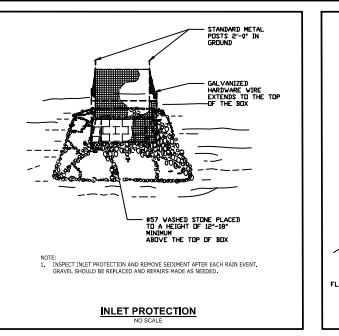 STANDARD METAL
POSTS 2'-0" IN
GROUND
GALVANIZED
HARDWARE WIRE
EXTENDS TO THE TOP
OF THE BOX
#57 WASHED STONE PLACED
TO A HEIGHT OF 12"-18"
MINIMUM
ABOVE THE TOP OF BOX
NOTE:
1. INSPECT INLET PROTECTION AND REMOVE SEDIMENT AFTER EACH RAIN EVENT.
GRAVEL SHOULD BE REPLACED AND REPAIRS MADE AS NEEDED.
INLET PROTECTION
NO SCALE
FL